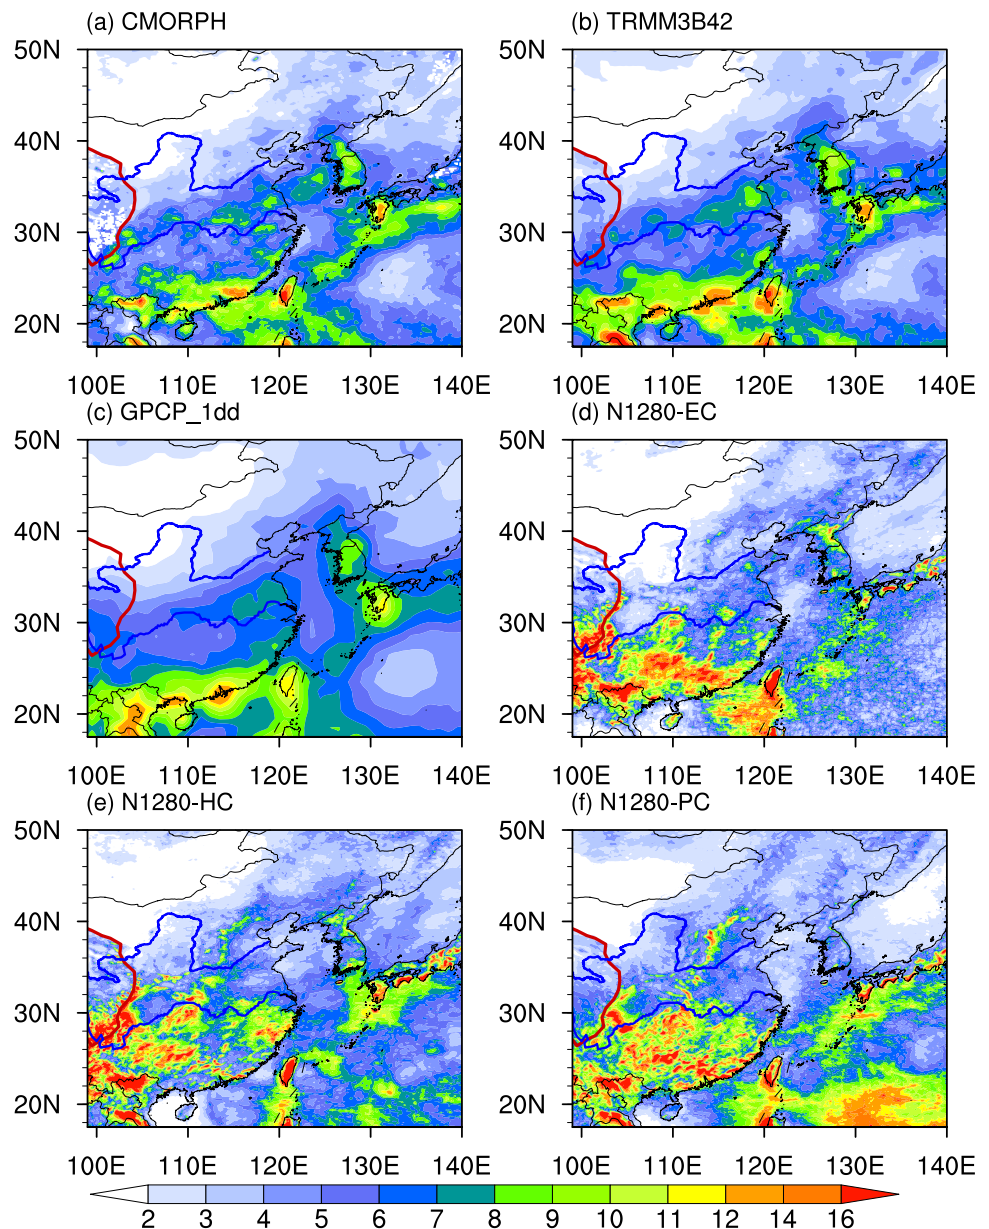 (a) CMORPH
(b) TRMM3B42
50N
50N
40N
40N
30N
30N
20N
20N
100E 110E 120E 130E 140E
100E 110E 120E 130E 140E
(c) GPCP_1dd
(d) N1280-EC
50N
50N
40N
40N
30N
30N
20N
20N
100E 110E 120E 130E 140E
100E 110E 120E 130E 140E
(e) N1280-HC
(f) N1280-PC
50N
50N
40N
40N
30N
30N
20N
20N
100E 110E 120E 130E 140E
100E 110E 120E 130E 140E
2 3 4 5 6 7 8 9 10 11 12 14 16